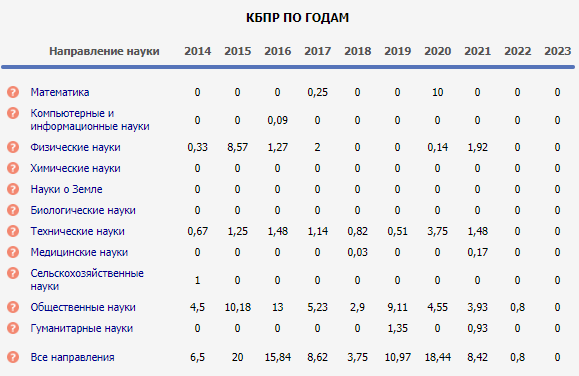 КБПР ПО ГОДАМ
Направление науки 2014 2015 2016 2017 2018 2019 2020 2021 2022 2023
? Математика 0 0 0 0,25 0 0 10 0 0 0
? Компьютерные и
информационные науки 0 0 0,09 0 0 0 0 0 0 0
? Физические науки 0,33 8,57 1,27 2 0 0 0,14 1,92 0 0
? Химические науки 0 0 0 0 0 0 0 0 0 0
? Науки о Земле 0 0 0 0 0 0 0 0 0 0
? Биологические науки 0 0 0 0 0 0 0 0 0 0
? Технические науки 0,67 1,25 1,48 1,14 0,82 0,51 3,75 1,48 0 0
? Медицинские науки 0 0 0 0 0,03 0 0 0,17 0 0
? Сельскохозяйственные
науки 1 0 0 0 0 0 0 0 0 0
? Общественные науки 4,5 10,18 13 5,23 2,9 9,11 4,55 3,93 0,8 0
? Гуманитарные науки 0 0 0 0 0 1,35 0 0,93 0 0
? Все направления 6,5 20 15,84 8,62 3,75 10,97 18,44 8,42 0,8 0